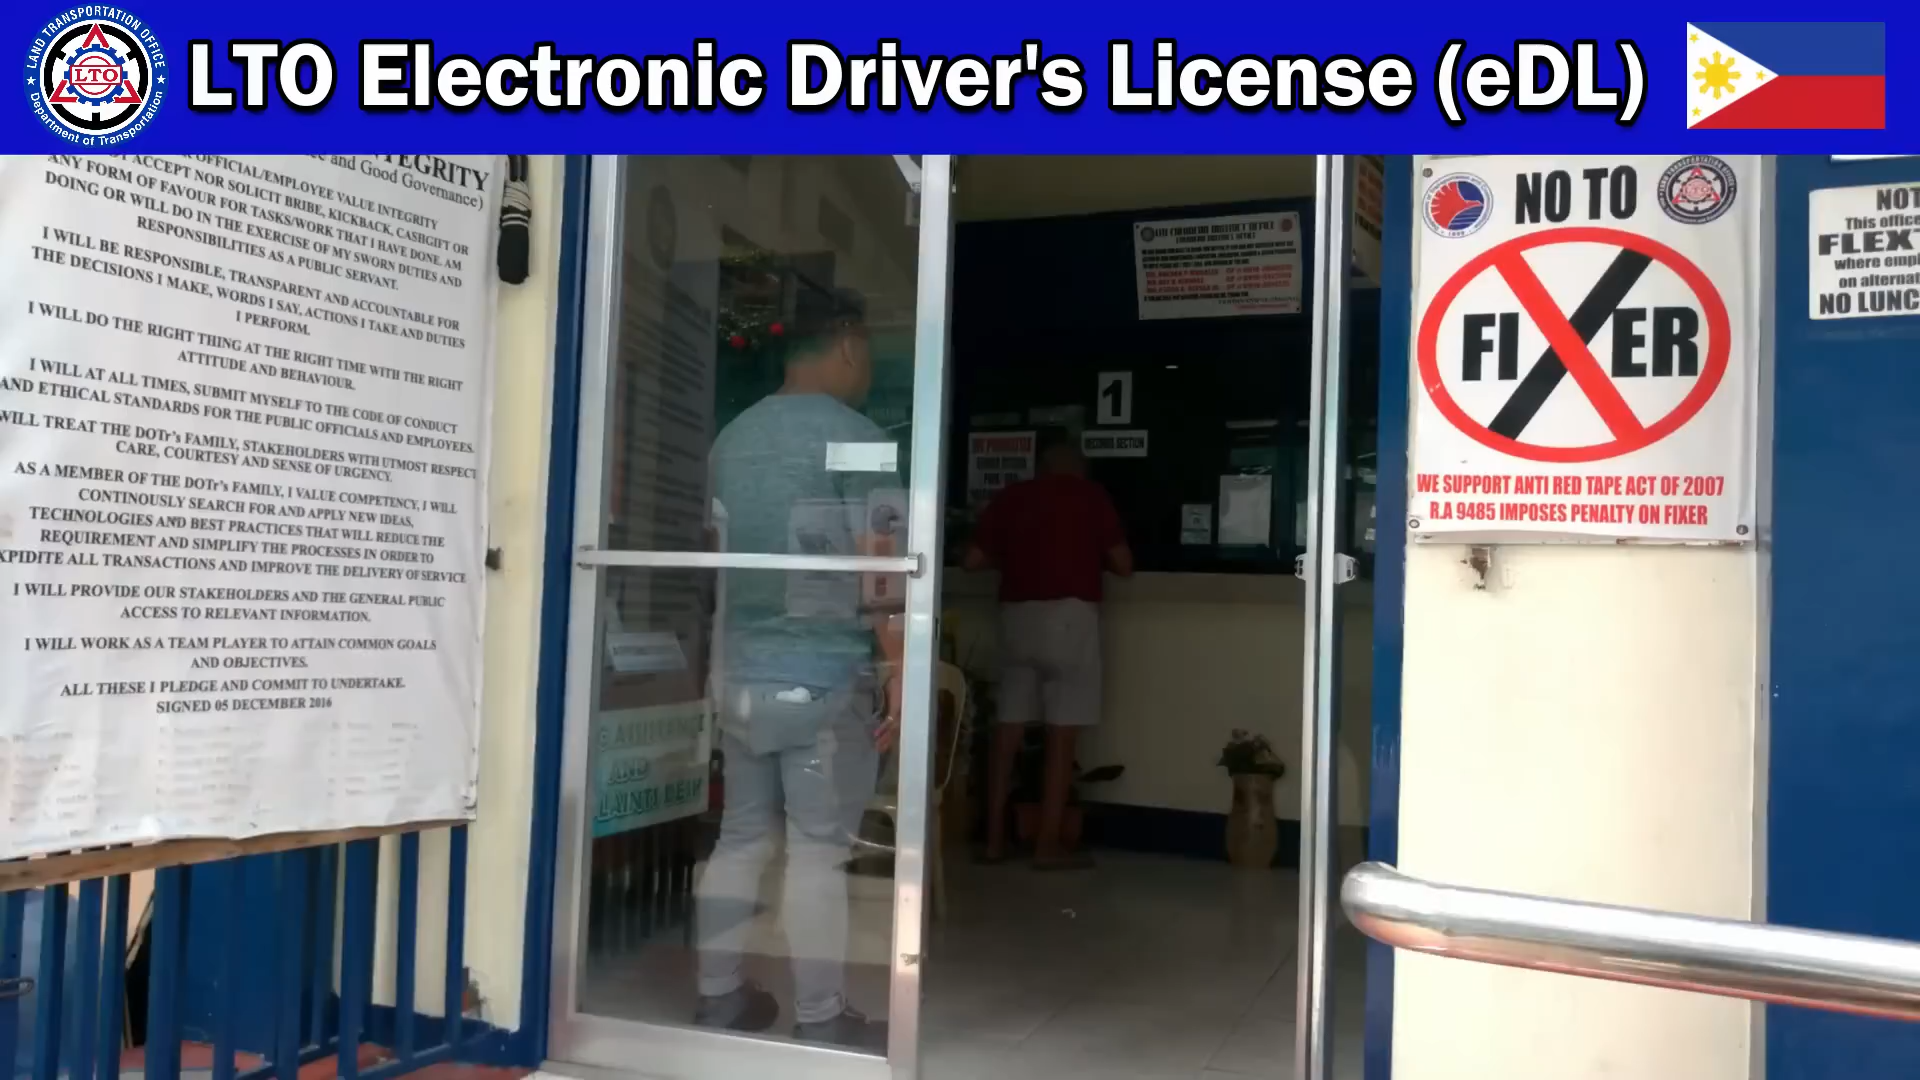 LAND TRANSPORTATION OFFICE
LTO
Department of Transportation
LTO Electronic Driver's License (eDL)
INTEGRITY
and Good Governance)
OFFICIAL/EMPLOYEE VALUE INTEGRITY
ACCEPT NOR SOLICIT BRIBE, KICKBACK, CASHGIFT OR
ANY FORM OF FAVOUR FOR TASKS/WORK THAT I HAVE DONE, AM
DOING OR WILL DO IN THE EXERCISE OF MY SWORN DUTIES AND
RESPONSIBILITIES AS A PUBLIC SERVANT.
I WILL BE RESPONSIBLE, TRANSPARENT AND ACCOUNTABLE FOR
THE DECISIONS I MAKE, WORDS I SAY, ACTIONS I TAKE AND DUTIES
I PERFORM.
I WILL DO THE RIGHT THING AT THE RIGHT TIME WITH THE RIGHT
ATTITUDE AND BEHAVIOUR.
I WILL AT ALL TIMES, SUBMIT MYSELF TO THE CODE OF CONDUCT
AND ETHICAL STANDARDS FOR THE PUBLIC OFFICIALS AND EMPLOYEES.
WILL TREAT THE DOTr's FAMILY, STAKEHOLDERS WITH UTMOST RESPECT
CARE, COURTESY AND SENSE OF URGENCY.
AS A MEMBER OF THE DOTr's FAMILY, I VALUE COMPETENCY, I WILL
CONTINOUSLY SEARCH FOR AND APPLY NEW IDEAS,
TECHNOLOGIES AND BEST PRACTICES THAT WILL REDUCE THE
REQUIREMENT AND SIMPLIFY THE PROCESSES IN ORDER TO
XPIDITE ALL TRANSACTIONS AND IMPROVE THE DELIVERY OF SERVICE
I WILL PROVIDE OUR STAKEHOLDERS AND THE GENERAL PUBLIC
ACCESS TO RELEVANT INFORMATION.
I WILL WORK AS A TEAM PLAYER TO ATTAIN COMMON GOALS
AND OBJECTIVES.
ALL THESE I PLEDGE AND COMMIT TO UNDERTAKE.
SIGNED 05 DECEMBER 2016
AND
1
RECORDS SECTION
NO TO
FIXER
WE SUPPORT ANTI RED TAPE ACT OF 2007
R.A 9485 IMPOSES PENALTY ON FIXER
NOT
This office
FLEX
where empl
on alternat
NO LUNC